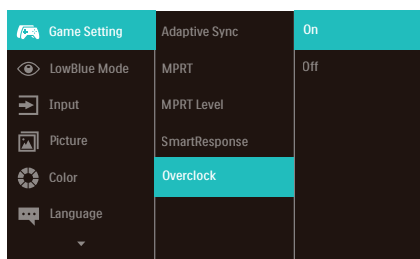 Game Setting
LowBlue Mode
Input
Picture
Color
Language
Adaptive Sync
MPRT
MPRT Level
SmartResponse
Overclock
On
Off